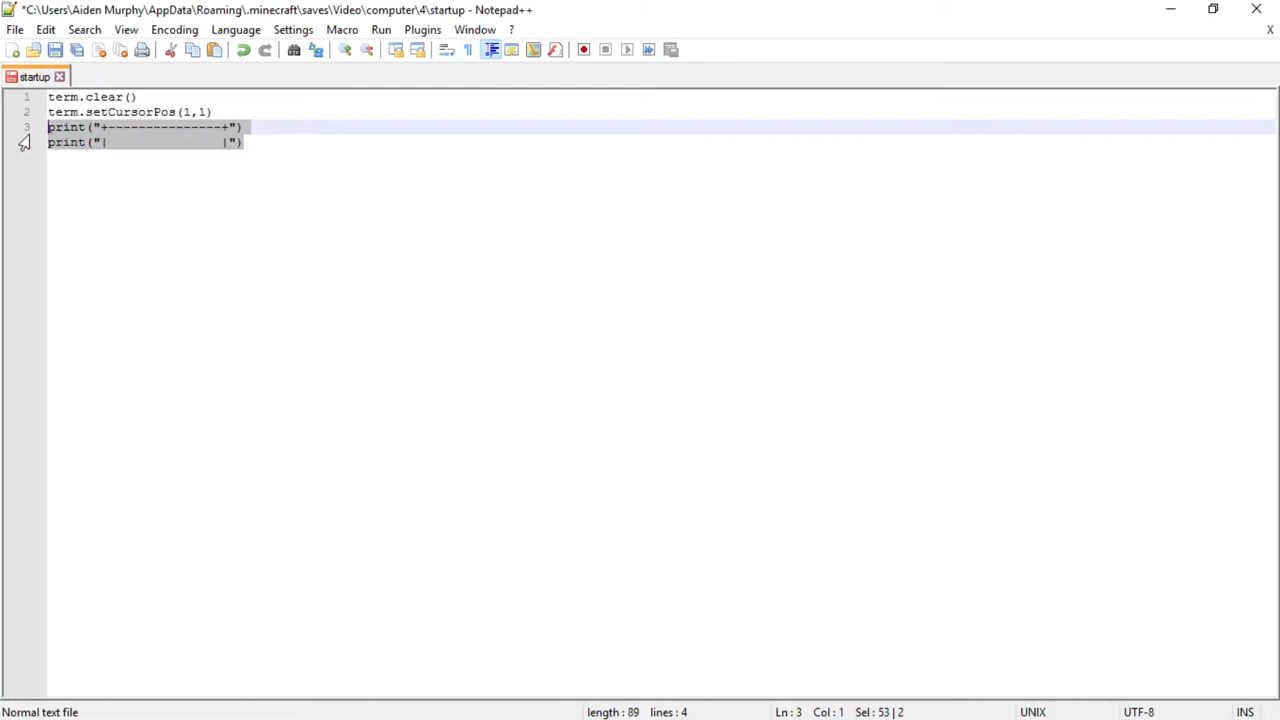 *C:\Users\Aiden Murphy\AppData\Roaming\.minecraft\saves\Video\computer\4\startup - Notepad++
File Edit Search View Encoding Language Settings Macro Run Plugins Window ? X
startup
1 term.clear()
2 term.setCursorPos(1,1)
3 print("+---------------+")
print("|               |")
Normal text file length : 89 lines : 4 Ln : 3 Col : 1 Sel : 53 | 2 UNIX UTF-8 INS